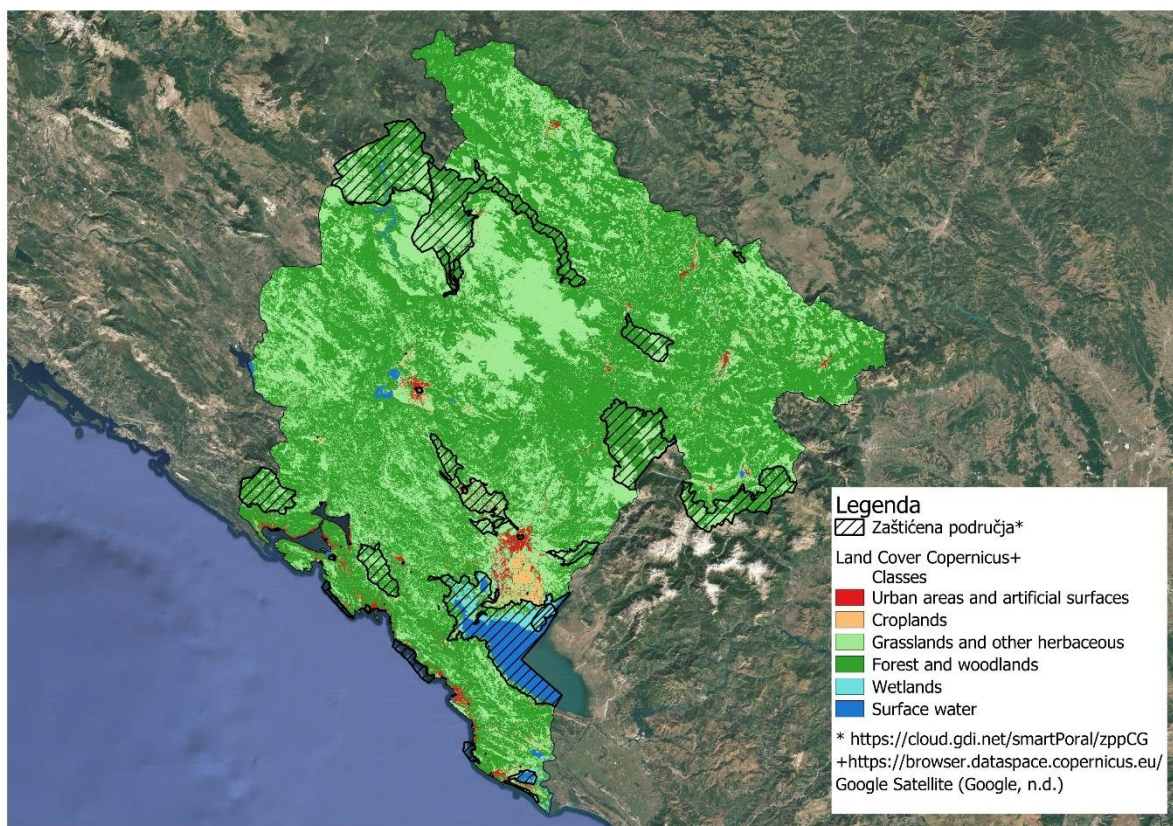 Legenda
Zaštićena područja*
Land Cover Copernicus+
Classes
Urban areas and artificial surfaces
Croplands
Grasslands and other herbaceous
Forest and woodlands
Wetlands
Surface water
* https://cloud.gdi.net/smartPoral/zppCG
+https://browser.dataspace.copernicus.eu/
Google Satellite (Google, n.d.)